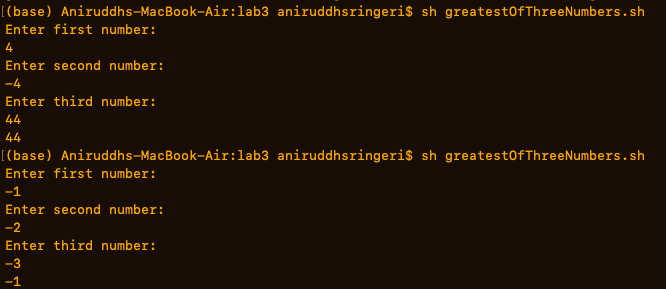 [(base) Aniruddhs-MacBook-Air:lab3 aniruddhsringeri$ sh greatestOfThreeNumbers.sh
Enter first number:
4
Enter second number:
-4
Enter third number:
44
44
[(base) Aniruddhs-MacBook-Air:lab3 aniruddhsringeri$ sh greatestOfThreeNumbers.sh
Enter first number:
-1
Enter second number:
-2
Enter third number:
-3
-1